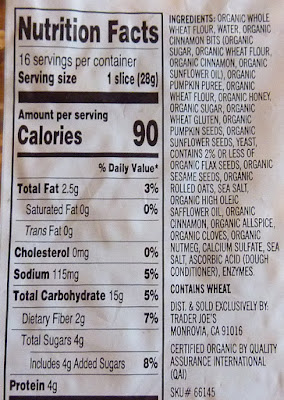 Nutrition Facts
16 servings per container
Serving size 1 slice (28g)
Amount per serving
Calories 90
% Daily Value*
Total Fat 2.5g 3%
Saturated Fat 0g 0%
Trans Fat 0g
Cholesterol 0mg 0%
Sodium 115mg 5%
Total Carbohydrate 15g 5%
Dietary Fiber 2g 7%
Total Sugars 4g
Includes 4g Added Sugars 8%
Protein 4g
INGREDIENTS: ORGANIC WHOLE
WHEAT FLOUR, WATER, ORGANIC
CINNAMON BITS (ORGANIC
SUGAR, ORGANIC WHEAT FLOUR,
ORGANIC CINNAMON, ORGANIC
SUNFLOWER OIL), ORGANIC
PUMPKIN PUREE, ORGANIC
WHEAT FLOUR, ORGANIC HONEY,
ORGANIC SUGAR, ORGANIC
WHEAT GLUTEN, ORGANIC
PUMPKIN SEEDS, ORGANIC
SUNFLOWER SEEDS, YEAST,
CONTAINS 2% OR LESS OF
ORGANIC FLAX SEEDS, ORGANIC
SESAME SEEDS, ORGANIC
ROLLED OATS, SEA SALT,
ORGANIC HIGH OLEIC
SAFFLOWER OIL, ORGANIC
CINNAMON, ORGANIC ALLSPICE,
ORGANIC CLOVES, ORGANIC
NUTMEG, CALCIUM SULFATE, SEA
SALT, ASCORBIC ACID (DOUGH
CONDITIONER), ENZYMES.
CONTAINS WHEAT.
DIST. & SOLD EXCLUSIVELY BY:
TRADER JOE'S
MONROVIA, CA 91016
CERTIFIED ORGANIC BY QUALITY
ASSURANCE INTERNATIONAL
(QAI)
SKU# 66145